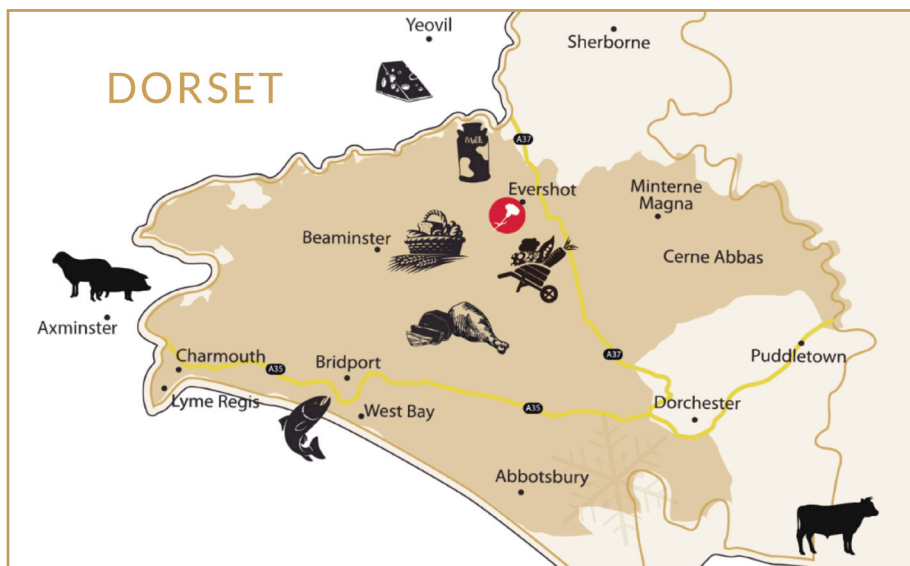 Yeovil
Sherborne
DORSET
A37
Milk
Evershot
Minterne
Magna
Beaminster
Cerne Abbas
Axminster
Charmouth
Bridport
A35
A37
Puddletown
Lyme Regis
West Bay
A35
Dorchester
Abbotsbury